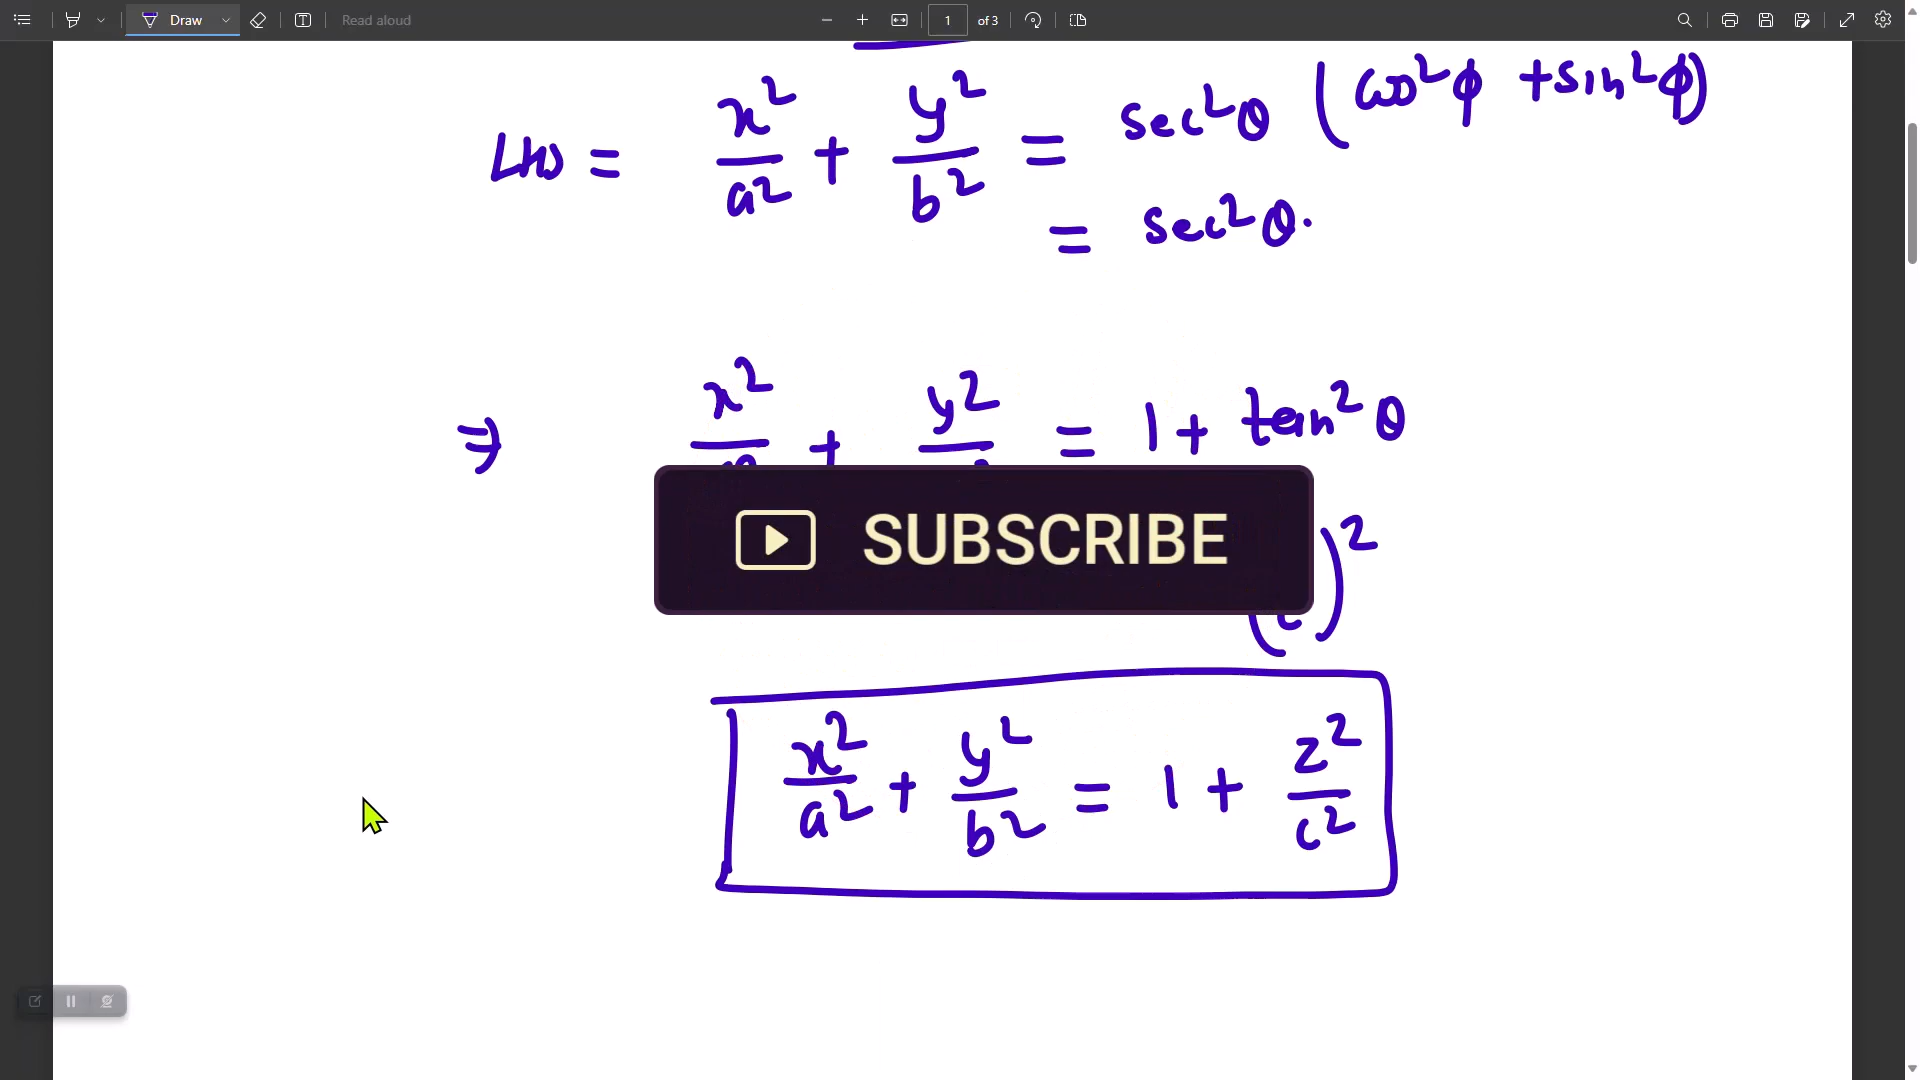 Draw Read aloud 1 of 3
LHS = x²/a² + y²/b² = sec²θ (cos²φ + sin²φ)
= sec²θ.
⇒ x² + y² = 1 + tan²θ
SUBSCRIBE
)²
x²/a² + y²/b² = 1 + z²/c²